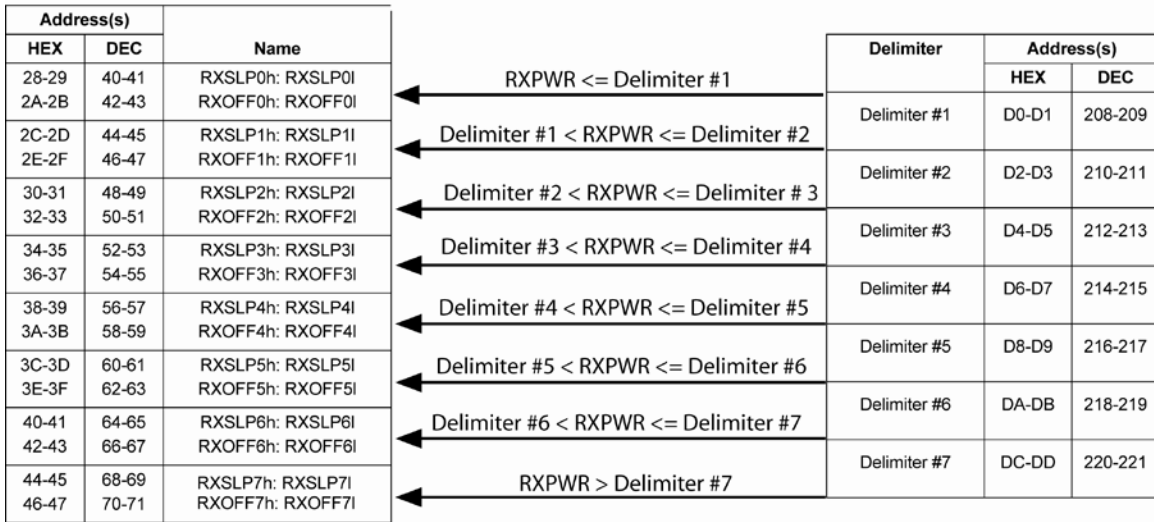 Address(s)
HEX DEC Name
28-29 40-41 RXSLP0h: RXSLP0l
2A-2B 42-43 RXOFF0h: RXOFF0l
2C-2D 44-45 RXSLP1h: RXSLP1l
2E-2F 46-47 RXOFF1h: RXOFF1l
30-31 48-49 RXSLP2h: RXSLP2l
32-33 50-51 RXOFF2h: RXOFF2l
34-35 52-53 RXSLP3h: RXSLP3l
36-37 54-55 RXOFF3h: RXOFF3l
38-39 56-57 RXSLP4h: RXSLP4l
3A-3B 58-59 RXOFF4h: RXOFF4l
3C-3D 60-61 RXSLP5h: RXSLP5l
3E-3F 62-63 RXOFF5h: RXOFF5l
40-41 64-65 RXSLP6h: RXSLP6l
42-43 66-67 RXOFF6h: RXOFF6l
44-45 68-69 RXSLP7h: RXSLP7l
46-47 70-71 RXOFF7h: RXOFF7l
RXPWR <= Delimiter #1
Delimiter #1 < RXPWR <= Delimiter #2
Delimiter #2 < RXPWR <= Delimiter # 3
Delimiter #3 < RXPWR <= Delimiter #4
Delimiter #4 < RXPWR <= Delimiter #5
Delimiter #5 < RXPWR <= Delimiter #6
Delimiter #6 < RXPWR <= Delimiter #7
RXPWR > Delimiter #7
Delimiter Address(s)
HEX DEC
Delimiter #1 D0-D1 208-209
Delimiter #2 D2-D3 210-211
Delimiter #3 D4-D5 212-213
Delimiter #4 D6-D7 214-215
Delimiter #5 D8-D9 216-217
Delimiter #6 DA-DB 218-219
Delimiter #7 DC-DD 220-221